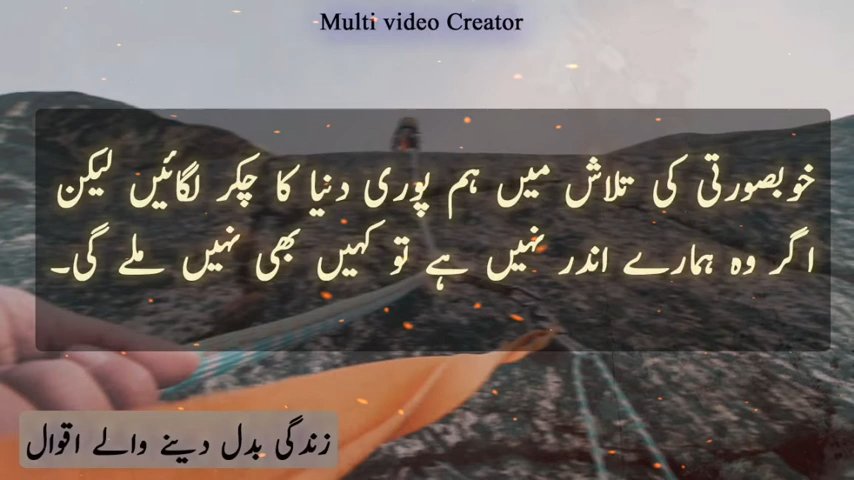 Multi video Creator
خوبصورتی کی تلاش میں ہم پوری دنیا کا چکر لگائیں لیکن
اگر وہ ہمارے اندر نہیں ہے تو کہیں بھی نہیں ملے گی۔
زندگی بدل دینے والے اقوال